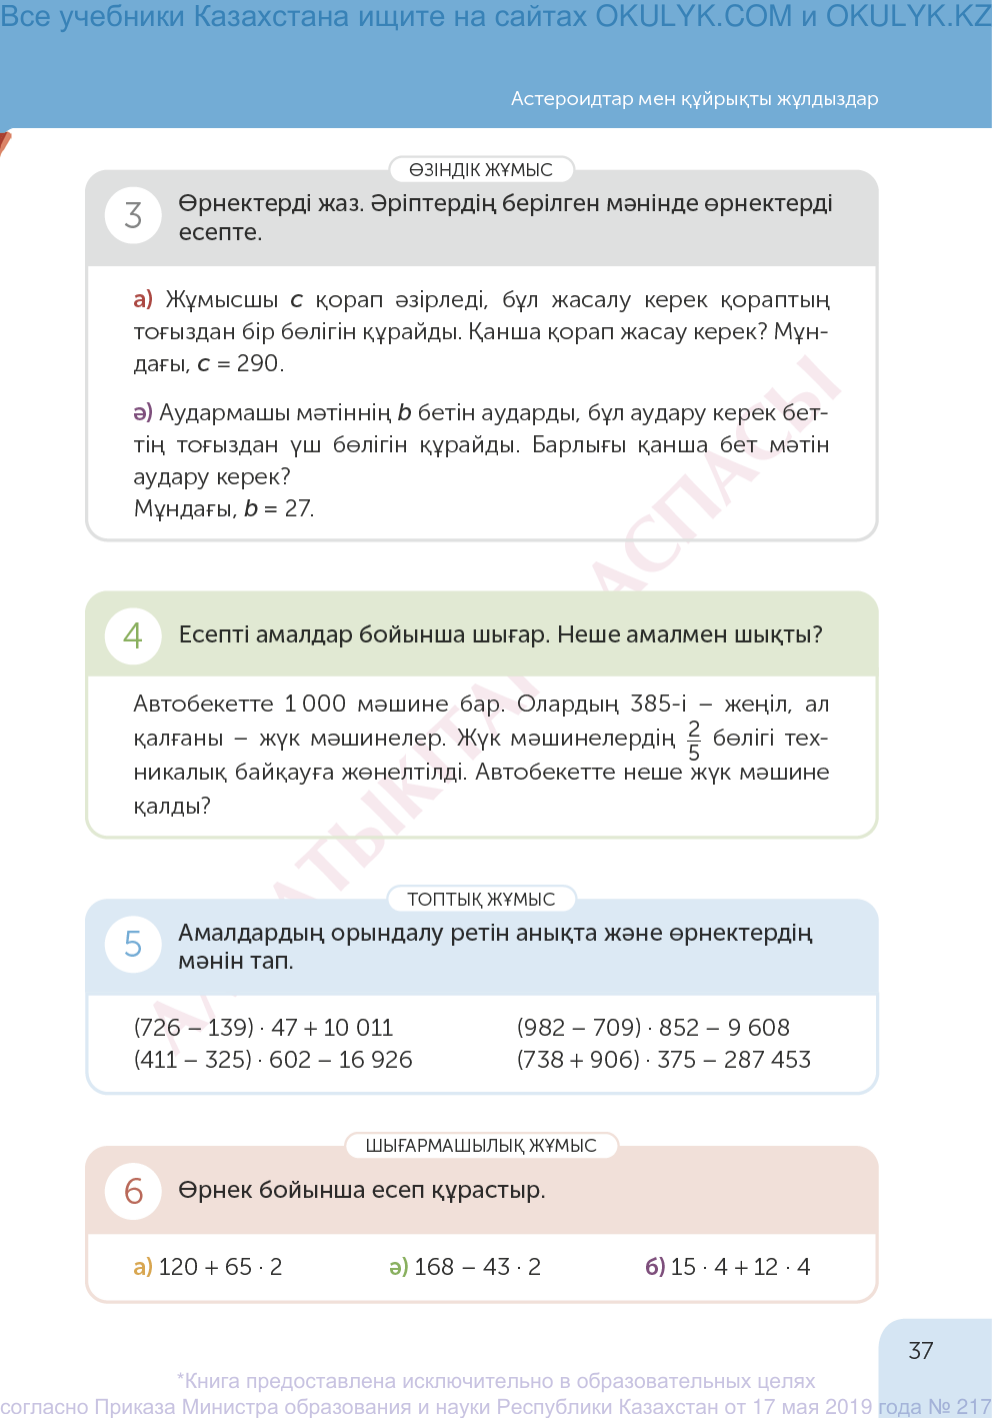 Все учебники Казахстана ищите на сайтах OKULYK.COM и OKULYK.KZ
Астероидтар мен құйрықты жұлдыздар
ӨЗІНДІК ЖҰМЫС
3 Өрнектерді жаз. Әріптердің берілген мәнінде өрнектерді
есепте.
а) Жұмысшы c қорап әзірледі, бұл жасалу керек қораптың
тоғыздан бір бөлігін құрайды. Қанша қорап жасау керек? Мұн-
дағы, c = 290.
ә) Аудармашы мәтіннің b бетін аударды, бұл аудару керек бет-
тің тоғыздан үш бөлігін құрайды. Барлығы қанша бет мәтін
аудару керек?
Мұндағы, b = 27.
4 Есепті амалдар бойынша шығар. Неше амалмен шықты?
Автобекетте 1 000 мәшине бар. Олардың 385-і – жеңіл, ал
қалғаны – жүк мәшинелер. Жүк мәшинелердің 2/5 бөлігі тех-
никалық байқауға жөнелтілді. Автобекетте неше жүк мәшине
қалды?
ТОПТЫҚ ЖҰМЫС
5 Амалдардың орындалу ретін анықта және өрнектердің
мәнін тап.
(726 – 139) · 47 + 10 011 (982 – 709) · 852 – 9 608
(411 – 325) · 602 – 16 926 (738 + 906) · 375 – 287 453
ШЫҒАРМАШЫЛЫҚ ЖҰМЫС
6 Өрнек бойынша есеп құрастыр.
а) 120 + 65 · 2 ә) 168 – 43 · 2 б) 15 · 4 + 12 · 4
37
*Книга предоставлена исключительно в образовательных целях
согласно Приказа Министра образования и науки Республики Казахстан от 17 мая 2019 года № 217